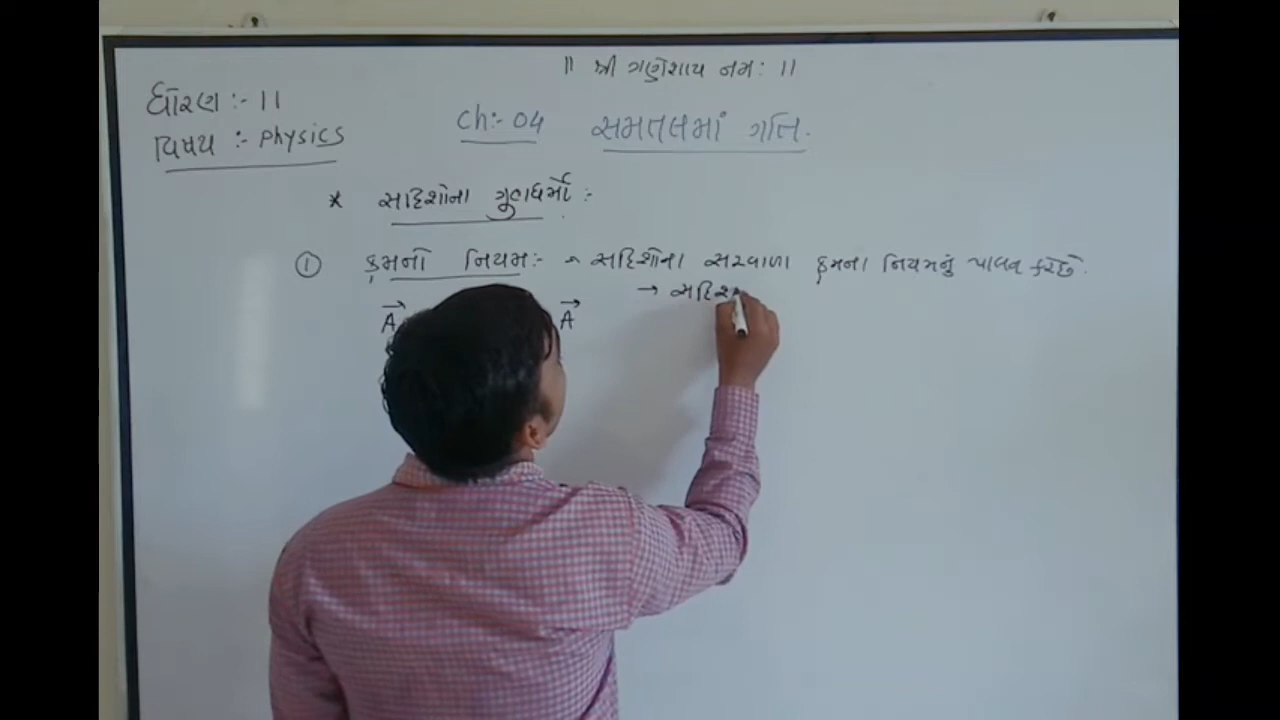 ॥ શ્રી ગણેશાય નમઃ ॥
ધોરણ :- 11
વિષય :- Physics
Ch:- 04 સમતલમાં ગતિ.
* સદિશોના ગુણધર્મો :-
① ક્રમનો નિયમ :- સદિશોના સરવાળા ક્રમના નિયમનું પાલન કરે છે.
A A → સદિશ